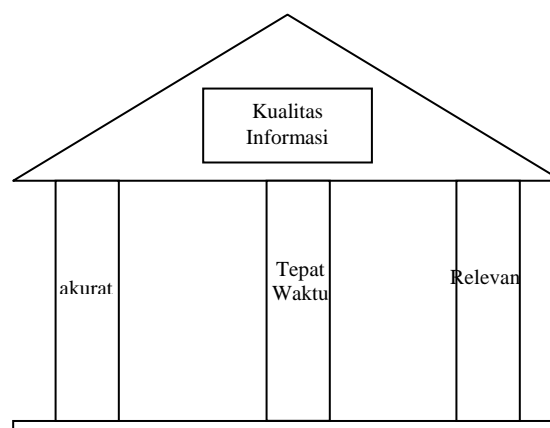 Kualitas
Informasi
akurat
Tepat
Waktu
Relevan